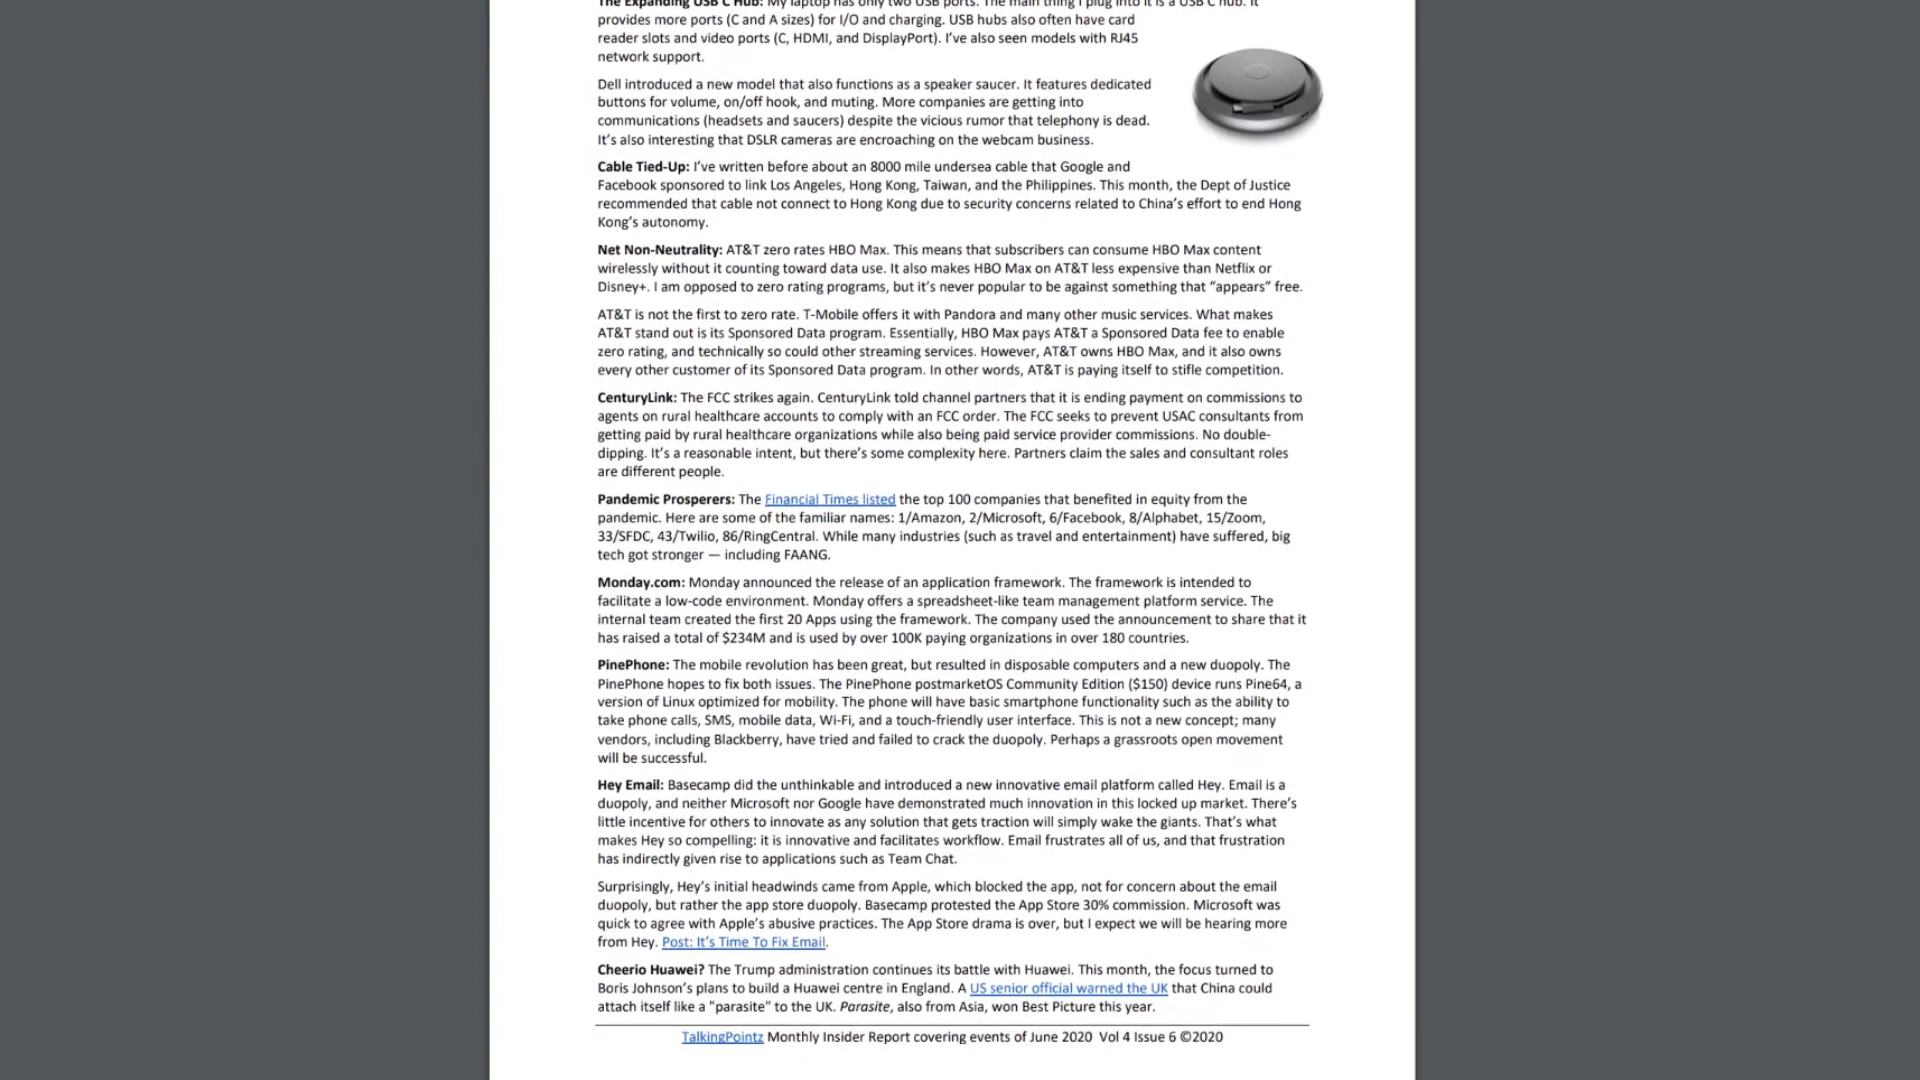 The Expanding USB C Hub: My laptop has only two USB ports. The main thing I plug into it is a USB C hub. It
provides more ports (C and A sizes) for I/O and charging. USB hubs also often have card
reader slots and video ports (C, HDMI, and DisplayPort). I’ve also seen models with RJ45
network support.
Dell introduced a new model that also functions as a speaker saucer. It features dedicated
buttons for volume, on/off hook, and muting. More companies are getting into
communications (headsets and saucers) despite the vicious rumor that telephony is dead.
It’s also interesting that DSLR cameras are encroaching on the webcam business.
Cable Tied-Up: I’ve written before about an 8000 mile undersea cable that Google and
Facebook sponsored to link Los Angeles, Hong Kong, Taiwan, and the Philippines. This month, the Dept of Justice
recommended that cable not connect to Hong Kong due to security concerns related to China’s effort to end Hong
Kong’s autonomy.
Net Non-Neutrality: AT&T zero rates HBO Max. This means that subscribers can consume HBO Max content
wirelessly without it counting toward data use. It also makes HBO Max on AT&T less expensive than Netflix or
Disney+. I am opposed to zero rating programs, but it’s never popular to be against something that “appears” free.
AT&T is not the first to zero rate. T-Mobile offers it with Pandora and many other music services. What makes
AT&T stand out is its Sponsored Data program. Essentially, HBO Max pays AT&T a Sponsored Data fee to enable
zero rating, and technically so could other streaming services. However, AT&T owns HBO Max, and it also owns
every other customer of its Sponsored Data program. In other words, AT&T is paying itself to stifle competition.
CenturyLink: The FCC strikes again. CenturyLink told channel partners that it is ending payment on commissions to
agents on rural healthcare accounts to comply with an FCC order. The FCC seeks to prevent USAC consultants from
getting paid by rural healthcare organizations while also being paid service provider commissions. No double-
dipping. It’s a reasonable intent, but there’s some complexity here. Partners claim the sales and consultant roles
are different people.
Pandemic Prosperers: The Financial Times listed the top 100 companies that benefited in equity from the
pandemic. Here are some of the familiar names: 1/Amazon, 2/Microsoft, 6/Facebook, 8/Alphabet, 15/Zoom,
33/SFDC, 43/Twilio, 86/RingCentral. While many industries (such as travel and entertainment) have suffered, big
tech got stronger — including FAANG.
Monday.com: Monday announced the release of an application framework. The framework is intended to
facilitate a low-code environment. Monday offers a spreadsheet-like team management platform service. The
internal team created the first 20 Apps using the framework. The company used the announcement to share that it
has raised a total of $234M and is used by over 100K paying organizations in over 180 countries.
PinePhone: The mobile revolution has been great, but resulted in disposable computers and a new duopoly. The
PinePhone hopes to fix both issues. The PinePhone postmarketOS Community Edition ($150) device runs Pine64, a
version of Linux optimized for mobility. The phone will have basic smartphone functionality such as the ability to
take phone calls, SMS, mobile data, Wi-Fi, and a touch-friendly user interface. This is not a new concept; many
vendors, including Blackberry, have tried and failed to crack the duopoly. Perhaps a grassroots open movement
will be successful.
Hey Email: Basecamp did the unthinkable and introduced a new innovative email platform called Hey. Email is a
duopoly, and neither Microsoft nor Google have demonstrated much innovation in this locked up market. There’s
little incentive for others to innovate as any solution that gets traction will simply wake the giants. That’s what
makes Hey so compelling: it is innovative and facilitates workflow. Email frustrates all of us, and that frustration
has indirectly given rise to applications such as Team Chat.
Surprisingly, Hey’s initial headwinds came from Apple, which blocked the app, not for concern about the email
duopoly, but rather the app store duopoly. Basecamp protested the App Store 30% commission. Microsoft was
quick to agree with Apple’s abusive practices. The App Store drama is over, but I expect we will be hearing more
from Hey. Post: It’s Time To Fix Email.
Cheerio Huawei? The Trump administration continues its battle with Huawei. This month, the focus turned to
Boris Johnson’s plans to build a Huawei centre in England. A US senior official warned the UK that China could
attach itself like a "parasite" to the UK. Parasite, also from Asia, won Best Picture this year.
TalkingPointz Monthly Insider Report covering events of June 2020 Vol 4 Issue 6 ©2020